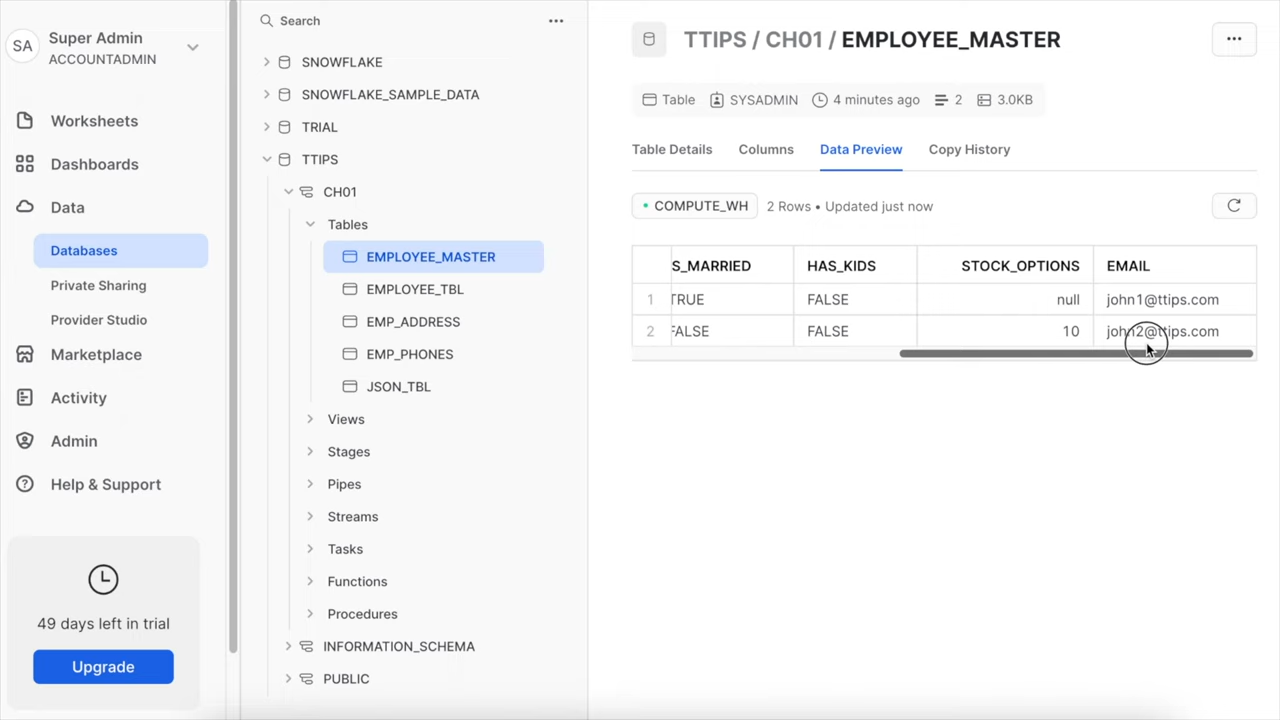 SA
Super Admin
ACCOUNTADMIN
Worksheets
Dashboards
Data
Databases
Private Sharing
Provider Studio
Marketplace
Activity
Admin
Help & Support
49 days left in trial
Upgrade
Search
SNOWFLAKE
SNOWFLAKE_SAMPLE_DATA
TRIAL
TTIPS
CH01
Tables
EMPLOYEE_MASTER
EMPLOYEE_TBL
EMP_ADDRESS
EMP_PHONES
JSON_TBL
Views
Stages
Pipes
Streams
Tasks
Functions
Procedures
INFORMATION_SCHEMA
PUBLIC
TTIPS / CH01 / EMPLOYEE_MASTER
Table SYSADMIN 4 minutes ago 2 3.0KB
Table Details Columns Data Preview Copy History
COMPUTE_WH 2 Rows • Updated just now
S_MARRIED HAS_KIDS STOCK_OPTIONS EMAIL
1 TRUE FALSE null john1@ttips.com
2 FALSE FALSE 10 john2@ttips.com